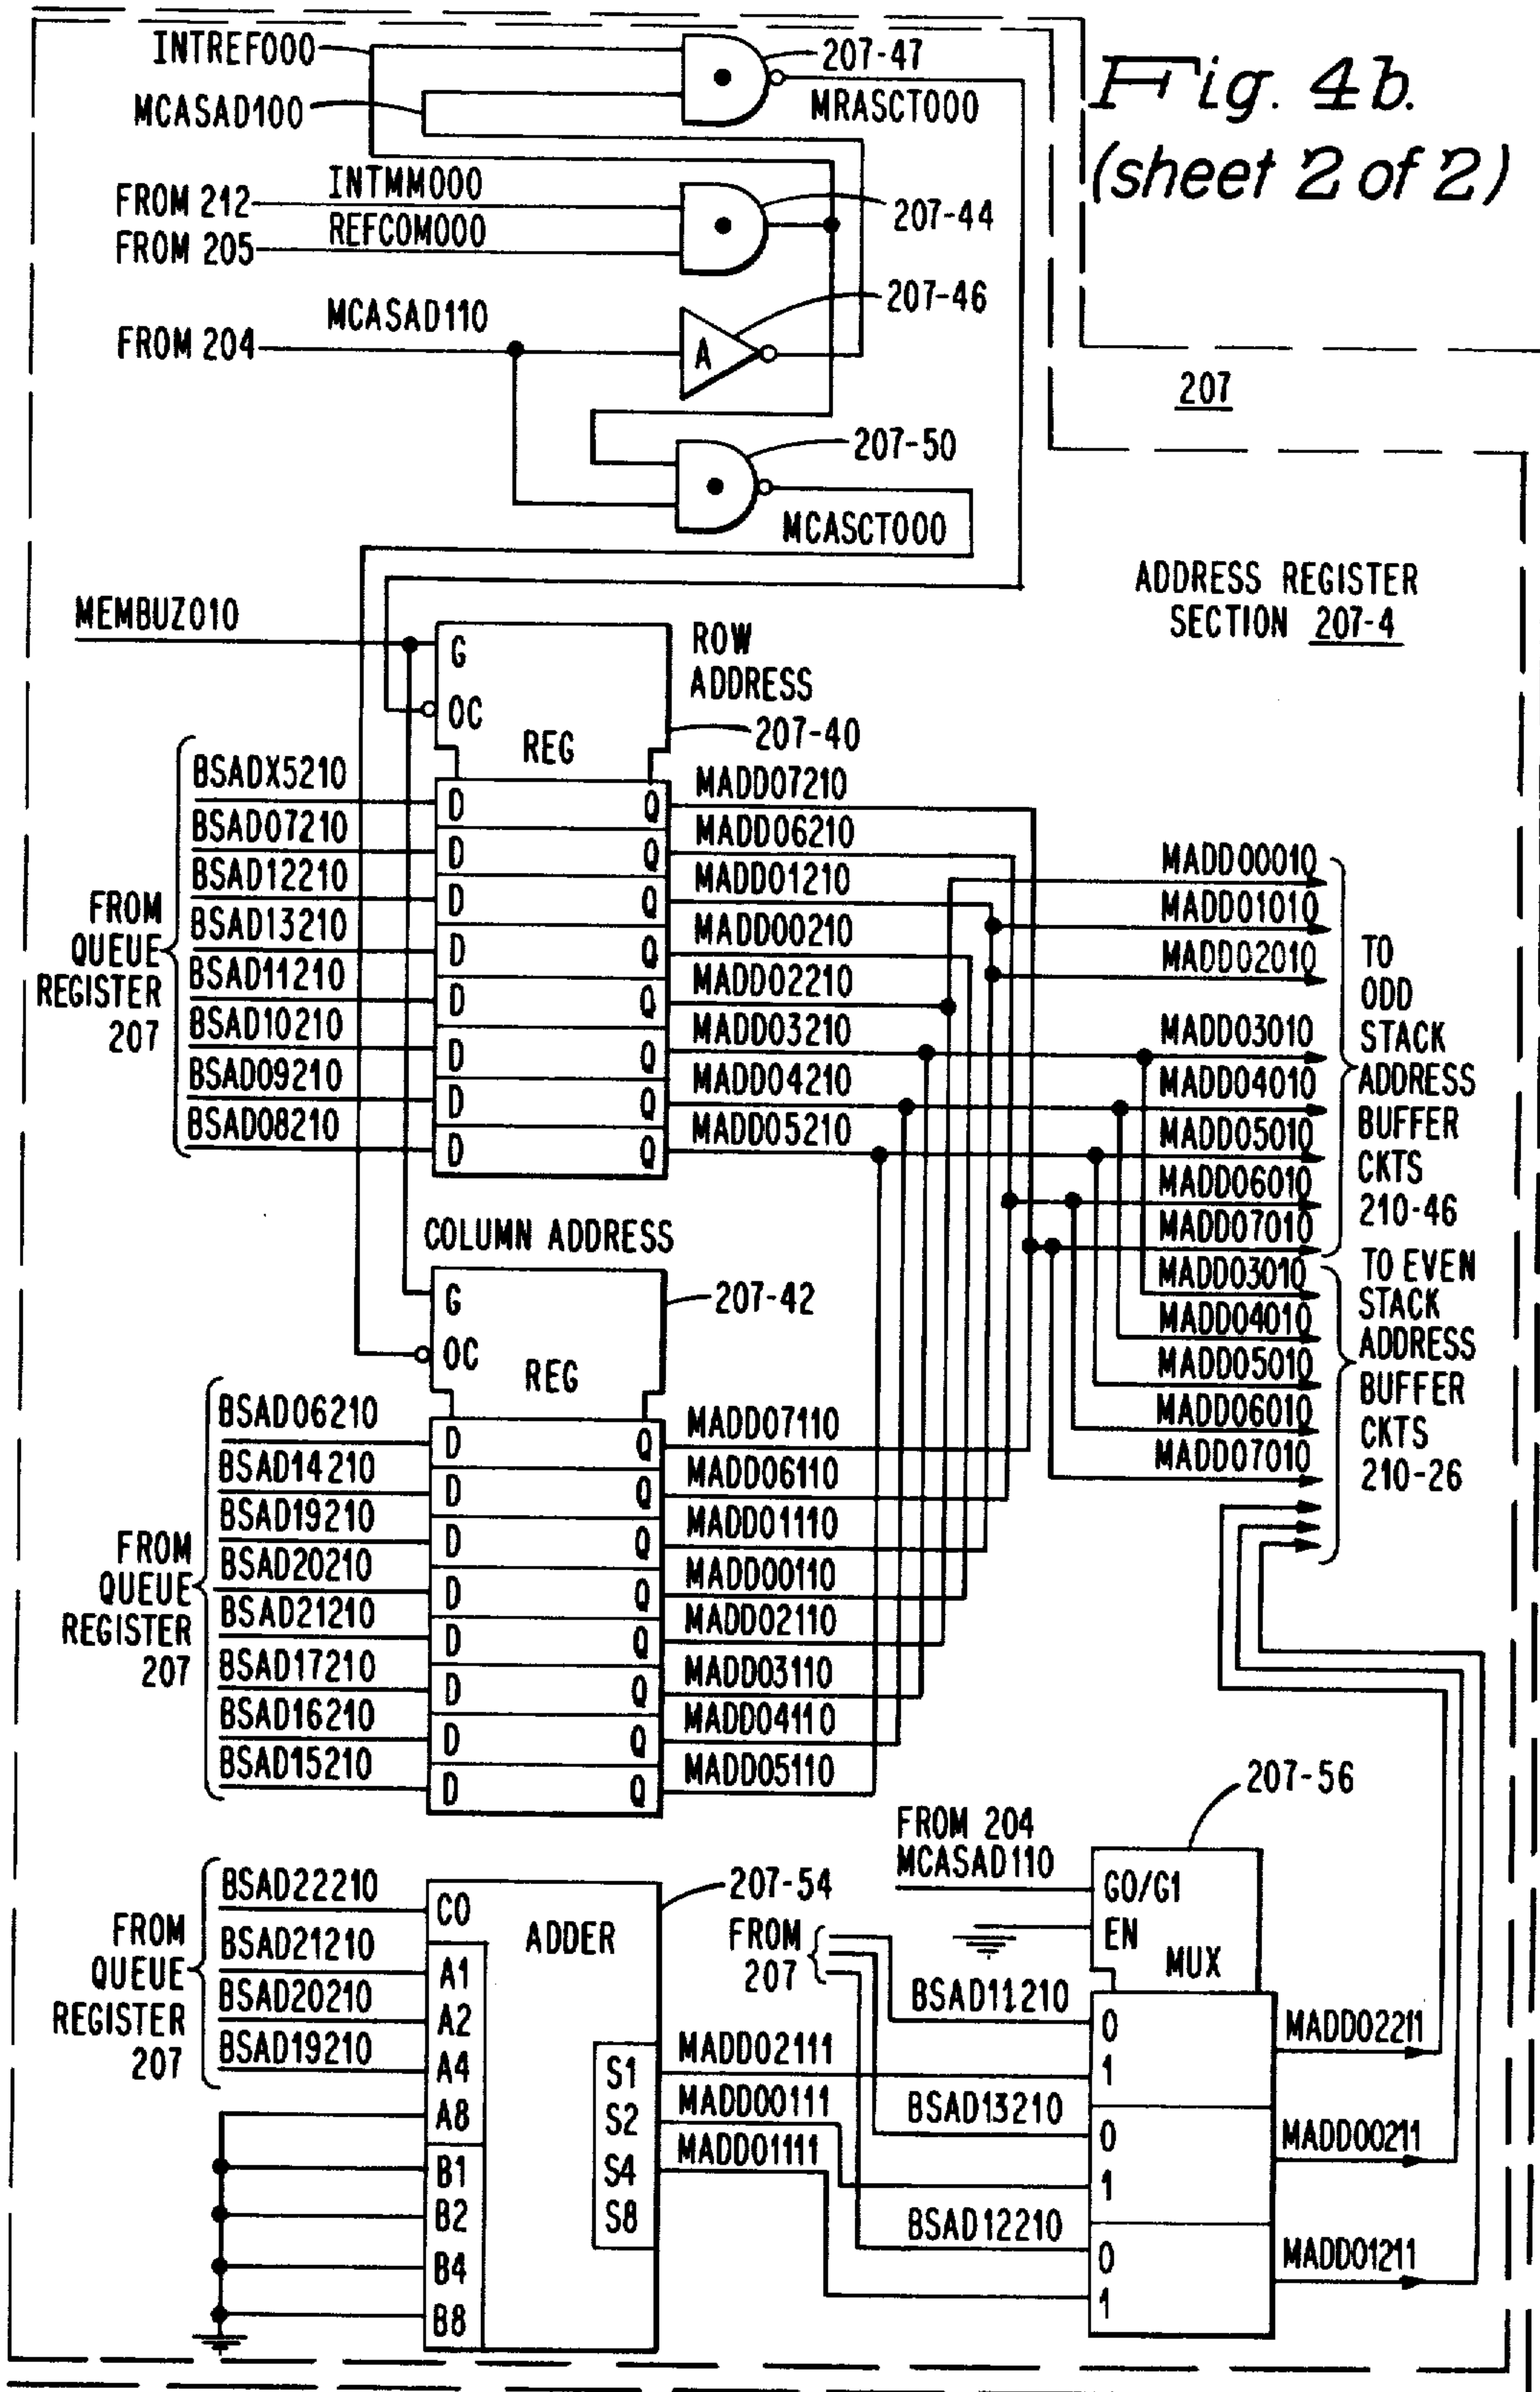 Fig. 4b.
(sheet 2 of 2)
INTREF000
207-47
MCASAD100
MRASCT000
FROM 212
INTMM000
FROM 205
REFCOM000
207-44
207-46
FROM 204
MCASAD110
A
207
207-50
MCASCT000
ADDRESS REGISTER
SECTION 207-4
MEMBUZ010
G
OC
REG
ROW
ADDRESS
207-40
FROM
QUEUE
REGISTER
207
BSADX5210
D
Q
MADD07210
BSAD07210
D
Q
MADD06210
BSAD12210
D
Q
MADD01210
BSAD13210
D
Q
MADD00210
BSAD11210
D
Q
MADD02210
BSAD10210
D
Q
MADD03210
BSAD09210
D
Q
MADD04210
BSAD08210
D
Q
MADD05210
MADD00010
MADD01010
MADD02010
MADD03010
MADD04010
MADD05010
MADD06010
MADD07010
TO
ODD
STACK
ADDRESS
BUFFER
CKTS
210-46
MADD03010
MADD04010
MADD05010
MADD06010
MADD07010
TO EVEN
STACK
ADDRESS
BUFFER
CKTS
210-26
COLUMN ADDRESS
207-42
G
OC
REG
FROM
QUEUE
REGISTER
207
BSAD06210
D
Q
MADD07110
BSAD14210
D
Q
MADD06110
BSAD19210
D
Q
MADD01110
BSAD20210
D
Q
MADD00110
BSAD21210
D
Q
MADD02110
BSAD17210
D
Q
MADD03110
BSAD16210
D
Q
MADD04110
BSAD15210
D
Q
MADD05110
FROM
QUEUE
REGISTER
207
BSAD22210
BSAD21210
BSAD20210
BSAD19210
C0
A1
A2
A4
A8
B1
B2
B4
B8
ADDER
207-54
S1
S2
S4
S8
MADD02111
MADD00111
MADD01111
FROM 204
MCASAD110
207-56
G0/G1
EN
MUX
FROM
207
BSAD11210
0
1
MADD02211
BSAD13210
0
1
MADD00211
BSAD12210
0
1
MADD01211